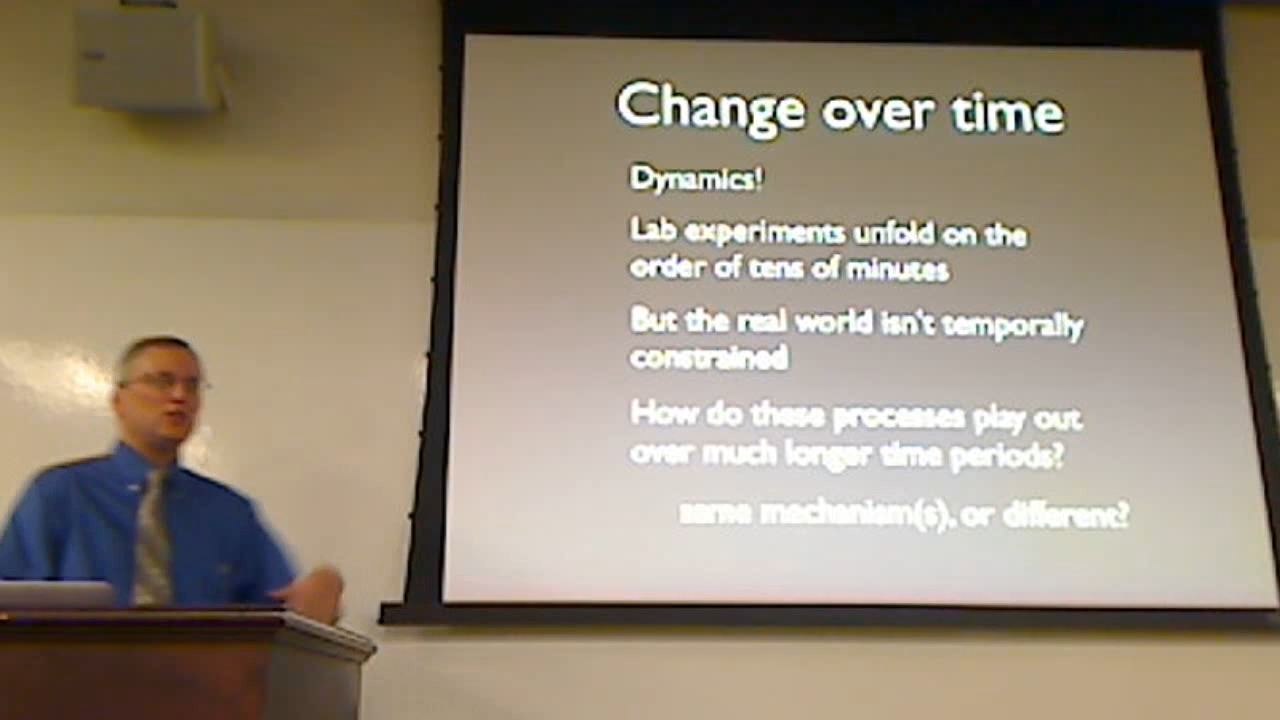 Change over time
Dynamics!
Lab experiments unfold on the
order of tens of minutes
But the real world isn't temporally
constrained
How do these processes play out
over much longer time periods?
same mechanism(s), or different?